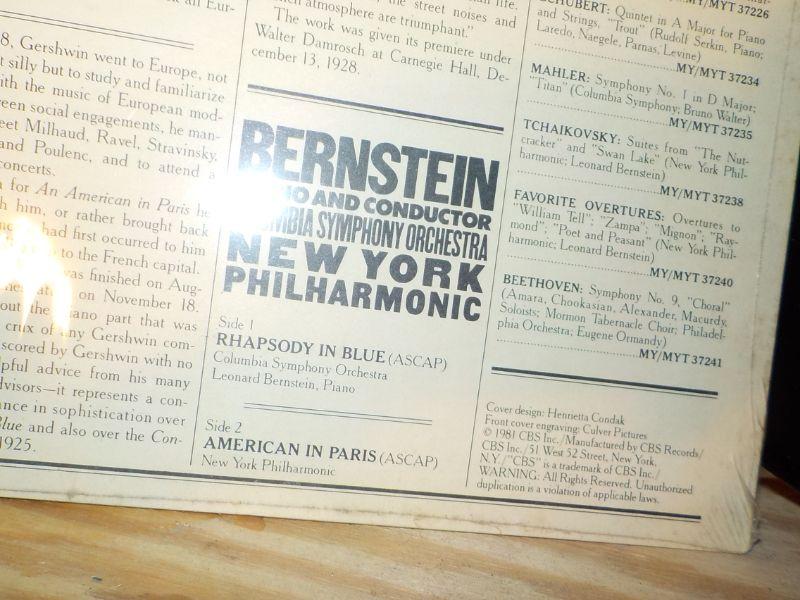 k all Eur-
8, Gershwin went to Europe, not
t silly but to study and familiarize
ith the music of European mod-
een social engagements, he man-
eet Milhaud, Ravel, Stravinsky,
and Poulenc, and to attend a
concerts.
for An American in Paris he
h him, or rather brought back
had first occurred to him
to the French capital.
was finished on Aug-
on November 18.
out the piano part that was
crux of any Gershwin com-
scored by Gershwin with no
lpful advice from his many
dvisors—it represents a con-
ance in sophistication over
Blue and also over the Con-
1925.
the street noises and
atmosphere are triumphant."
The work was given its premiere under
Walter Damrosch at Carnegie Hall, De-
cember 13, 1928.
BERNSTEIN
AND CONDUCTOR
SYMPHONY ORCHESTRA
NEW YORK
PHILHARMONIC
Side 1
RHAPSODY IN BLUE (ASCAP)
Columbia Symphony Orchestra
Leonard Bernstein, Piano
Side 2
AMERICAN IN PARIS (ASCAP)
New York Philharmonic
MY/MYT 37226
SCHUBERT: Quintet in A Major for Piano
and Strings, "Trout" (Rudolf Serkin, Piano;
Laredo, Naegele, Parnas, Levine)
MY/MYT 37234
MAHLER: Symphony No. 1 in D Major;
"Titan" (Columbia Symphony; Bruno Walter)
MY/MYT 37235
TCHAIKOVSKY: Suites from "The Nut-
cracker" and "Swan Lake" (New York Phil-
harmonic; Leonard Bernstein)
MY/MYT 37238
FAVORITE OVERTURES: Overtures to
"William Tell"; "Zampa"; "Mignon"; "Ray-
mond"; "Poet and Peasant" (New York Phil-
harmonic; Leonard Bernstein)
MY/MYT 37240
BEETHOVEN: Symphony No. 9, "Choral"
(Amara, Chookasian, Alexander, Macurdy,
Soloists; Mormon Tabernacle Choir; Philadel-
phia Orchestra; Eugene Ormandy)
MY/MYT 37241
Cover design: Henrietta Condak
Front cover engraving: Culver Pictures
© 1981 CBS Inc./Manufactured by CBS Records/
CBS Inc./51 West 52 Street, New York,
N.Y./"CBS" is a trademark of CBS Inc./
WARNING: All Rights Reserved. Unauthorized
duplication is a violation of applicable laws.